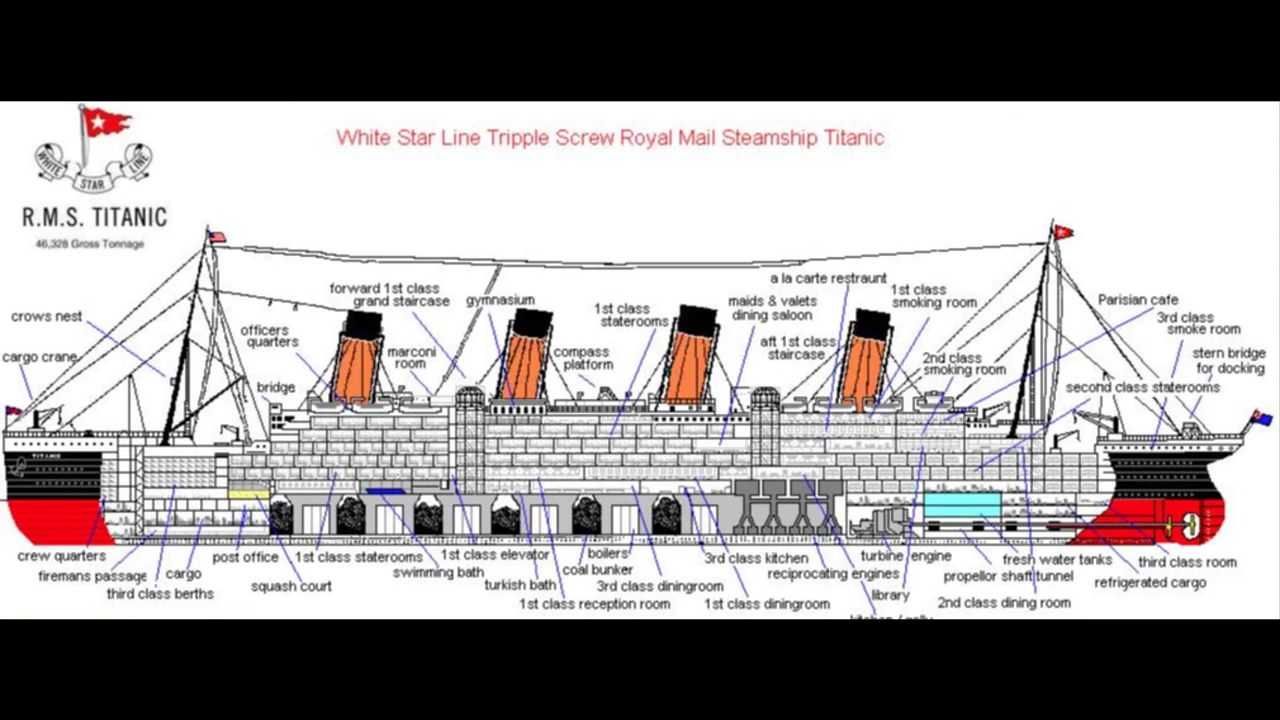 White Star Line Tripple Screw Royal Mail Steamship Titanic
WHITE
STAR
LINE
R.M.S. TITANIC
46,328 Gross Tonnage
crows nest
cargo crane
officers
quarters
bridge
forward 1st class
grand staircase
marconi
room
gymnasium
compass
platform
1st class
staterooms
maids & valets
dining saloon
a la carte restraunt
aft 1st class
staircase
1st class
smoking room
2nd class
smoking room
Parisian cafe
3rd class
smoke room
stern bridge
for docking
second class staterooms
TITANIC
crew quarters
firemans passage
third class berths
cargo
post office
squash court
1st class staterooms
swimming bath
1st class elevator
turkish bath
1st class reception room
boilers
coal bunker
3rd class diningroom
3rd class kitchen
reciprocating engines
1st class diningroom
turbine engine
library
propellor shaft tunnel
2nd class dining room
fresh water tanks
refrigerated cargo
third class room